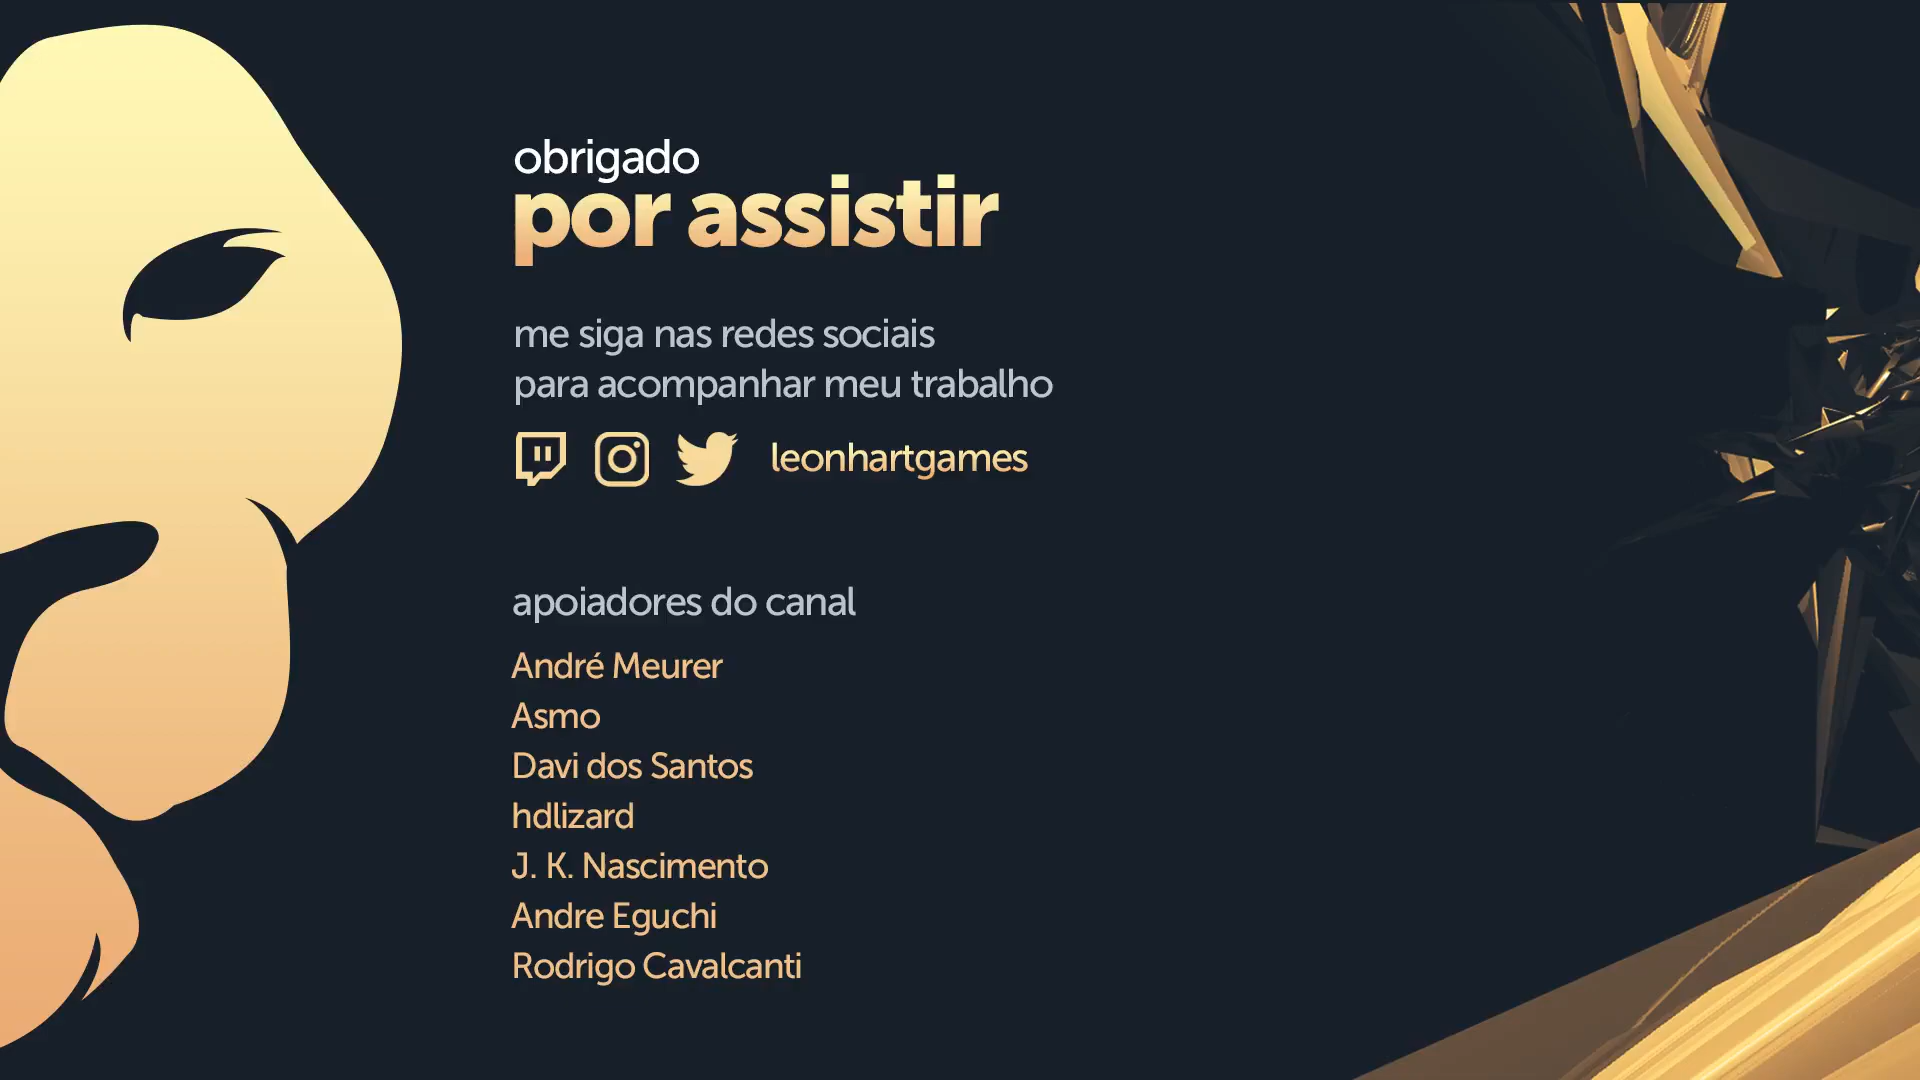 obrigado
por assistir
me siga nas redes sociais
para acompanhar meu trabalho
leonhartgames
apoiadores do canal
André Meurer
Asmo
Davi dos Santos
hdlizard
J. K. Nascimento
Andre Eguchi
Rodrigo Cavalcanti